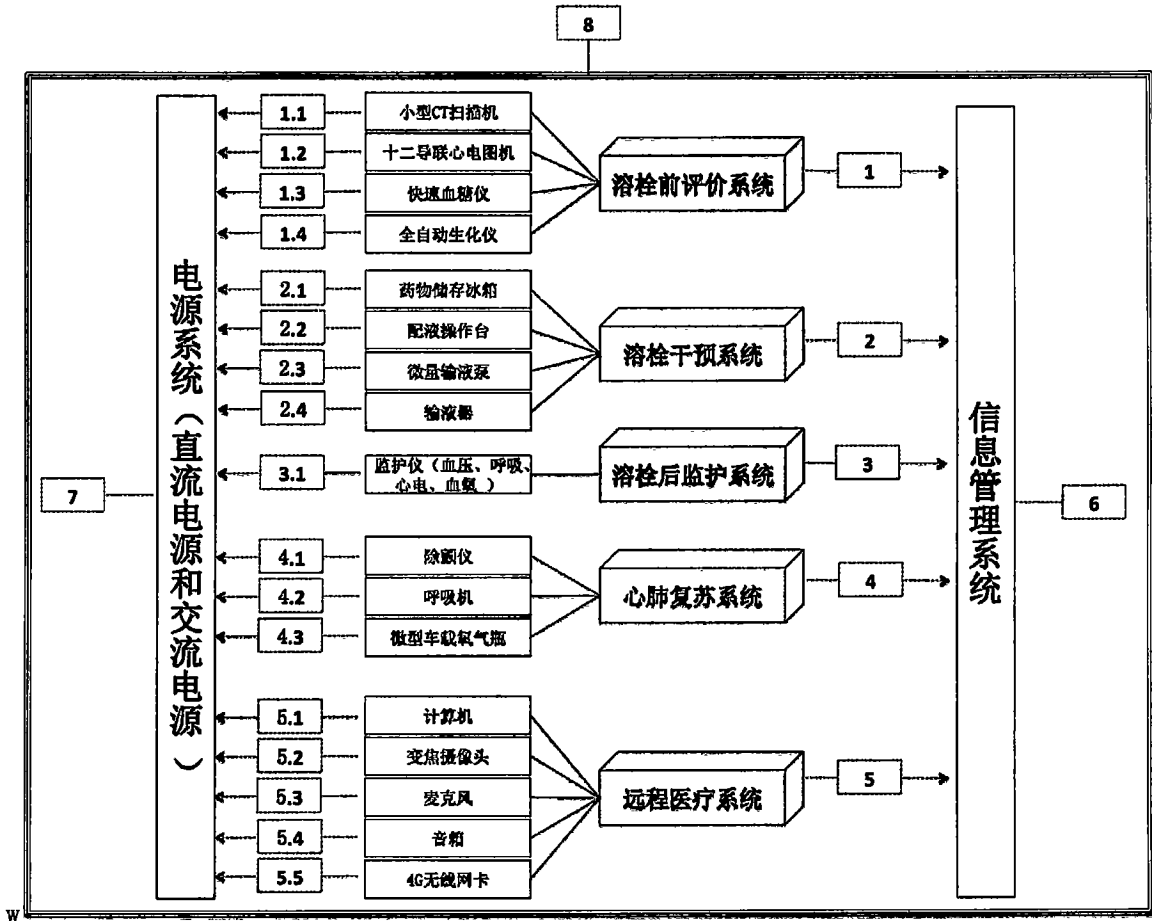 8
1.1
小型CT扫描机
1.2
十二导联心电图机
1.3
快速血糖仪
1.4
全自动生化仪
溶栓前评价系统
1
2.1
药物储存冰箱
2.2
配液操作台
2.3
微量输液泵
2.4
输液器
溶栓干预系统
2
3.1
监护仪（血压、呼吸、
心电、血氧 ）
溶栓后监护系统
3
4.1
除颤仪
4.2
呼吸机
4.3
微型车载氧气瓶
心肺复苏系统
4
5.1
计算机
5.2
变焦摄像头
5.3
麦克风
5.4
音箱
5.5
4G无线网卡
远程医疗系统
5
电源系统（直流电源和交流电源）
7
信息管理系统
6
W